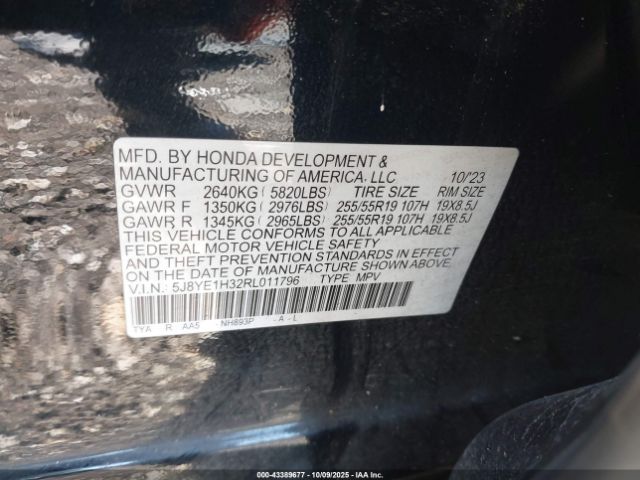 MFD. BY HONDA DEVELOPMENT &
MANUFACTURING OF AMERICA, LLC 10/23
GVWR 2640KG (5820LBS) TIRE SIZE RIM SIZE
GAWR F 1350KG (2976LBS) 255/55R19 107H 19X8.5J
GAWR R 1345KG (2965LBS) 255/55R19 107H 19X8.5J
THIS VEHICLE CONFORMS TO ALL APPLICABLE
FEDERAL MOTOR VEHICLE SAFETY
AND THEFT PREVENTION STANDARDS IN EFFECT
ON THE DATE OF MANUFACTURE SHOWN ABOVE.
V.I.N.: 5J8YE1H32RL011796 TYPE MPV
TYA R AA5 NH893P -A-L
000-43389677 - 10/09/2025 - IAAI.COM